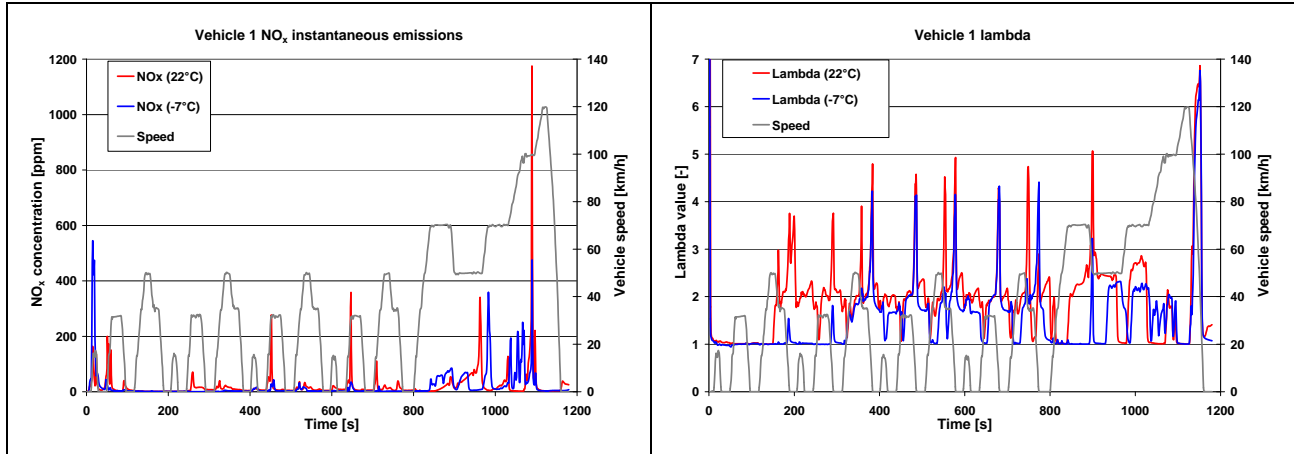 Vehicle 1 NOx instantaneous emissions
1200
1000
800
600
400
200
0
NOx concentration [ppm]
NOx (22°C)
NOx (-7°C)
Speed
140
120
100
80
60
40
20
0
Vehicle speed [km/h]
0 200 400 600 800 1000 1200
Time [s]
Vehicle 1 lambda
7
6
5
4
3
2
1
0
Lambda value [-]
Lambda (22°C)
Lambda (-7°C)
Speed
140
120
100
80
60
40
20
0
Vehicle speed [km/h]
0 200 400 600 800 1000 1200
Time [s]